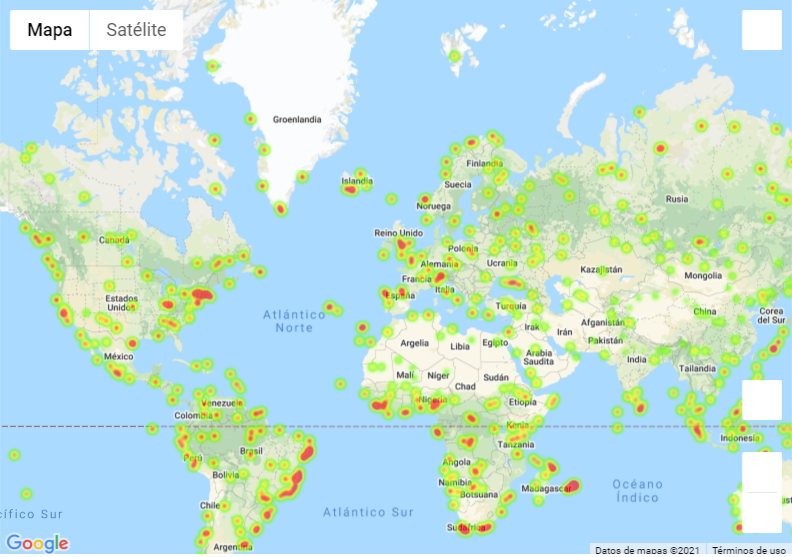 Mapa
Satélite
Groenlandia
Islandia
Finlandia
Suecia
Noruega
Rusia
Canadá
Reino Unido
Polonia
Alemania
Ucrania
Francia
Kazajistán
Mongolia
Italia
España
Estados
Unidos
Atlántico
Norte
Turquía
China
Corea
del Sur
Afganistán
Irak
Irán
Pakistán
Argelia
Libia
Egipto
Arabia
Saudita
México
India
Tailandia
Malí
Níger
Sudán
Chad
Venezuela
Nigeria
Etiopía
Colombia
Kenia
Indonesia
Brasil
Tanzania
Perú
Angola
Bolivia
Namibia
Botsuana
Madagascar
Océano
Índico
Chile
cífico Sur
Atlántico Sur
Sudáfrica
Argentina
Google
Datos de mapas ©2021
Términos de uso